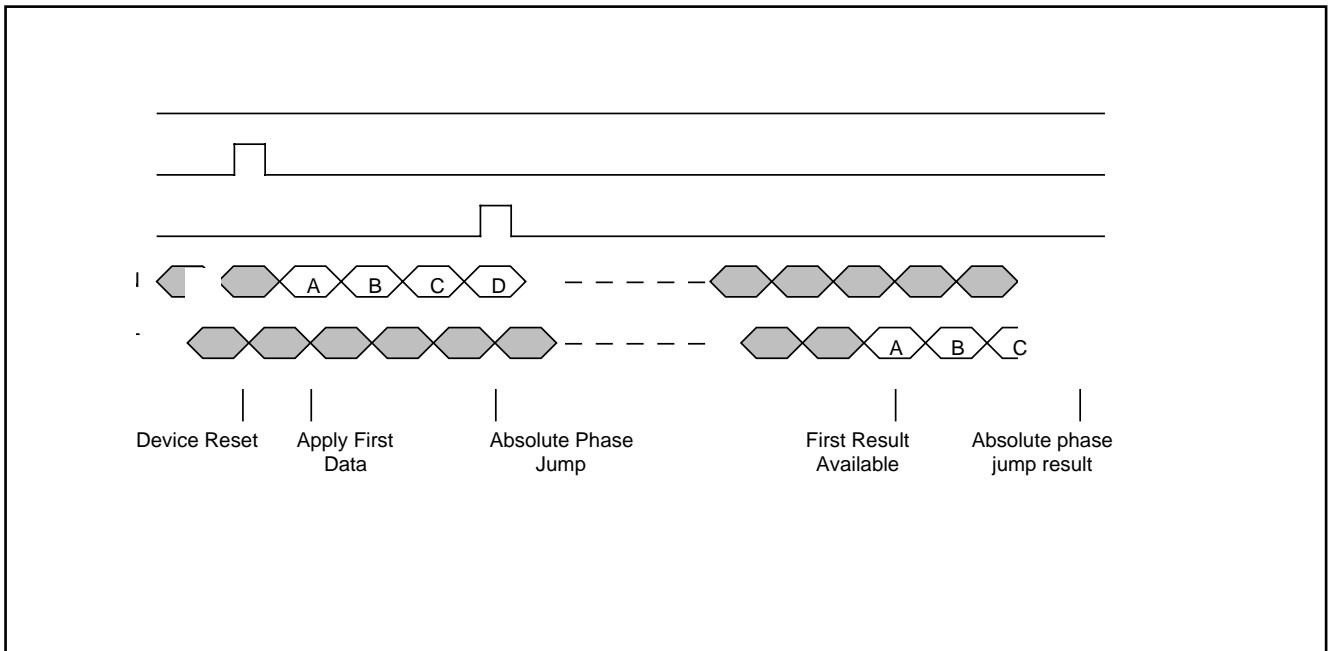 A B C D
A B C
Device Reset Apply First Data Absolute Phase Jump First Result Available Absolute phase jump result